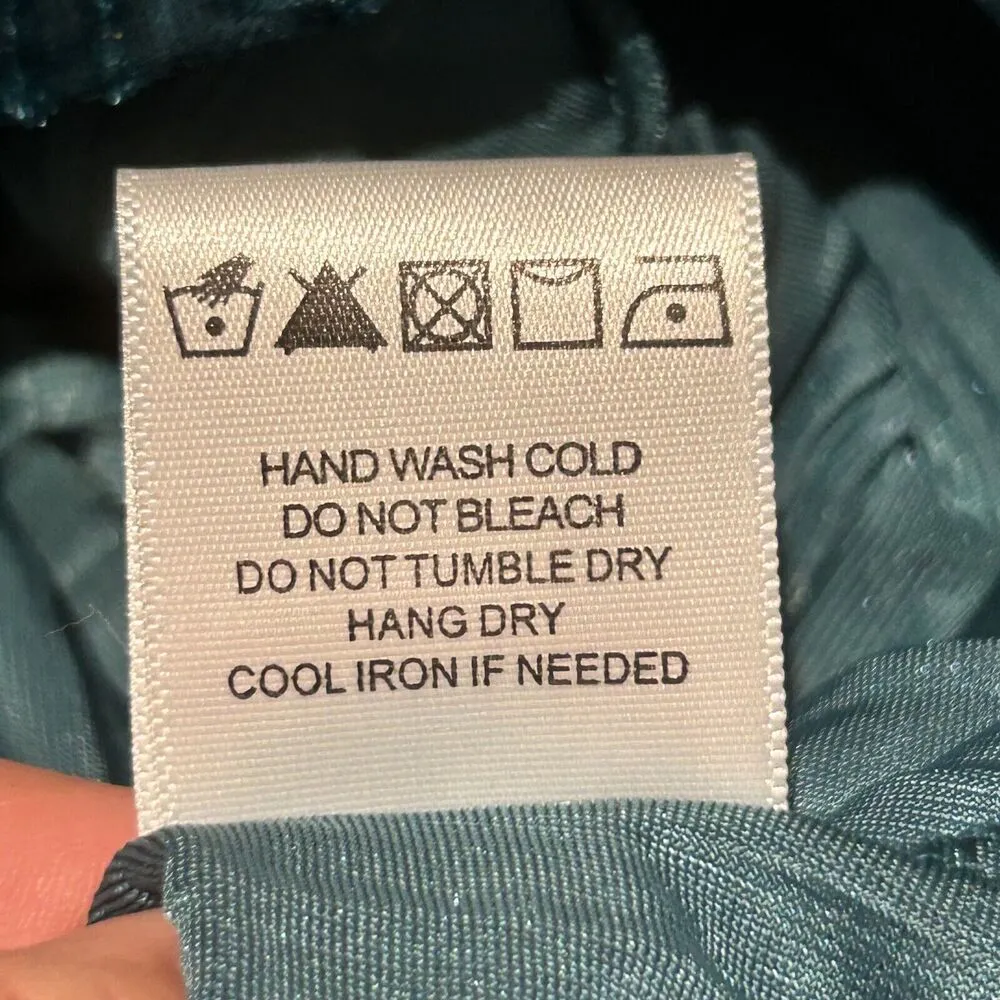 HAND WASH COLD
DO NOT BLEACH
DO NOT TUMBLE DRY
HANG DRY
COOL IRON IF NEEDED